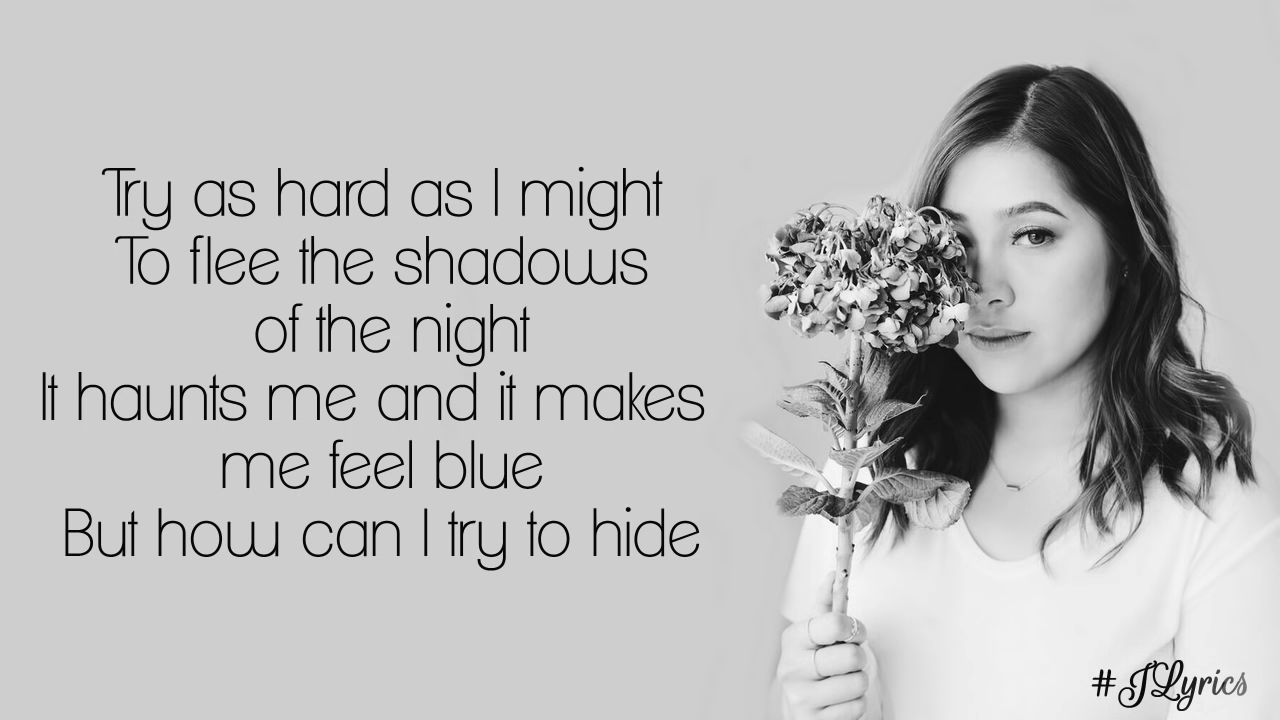 Try as hard as I might
To flee the shadows
of the night
It haunts me and it makes
me feel blue
But how can I try to hide
# JLyrics